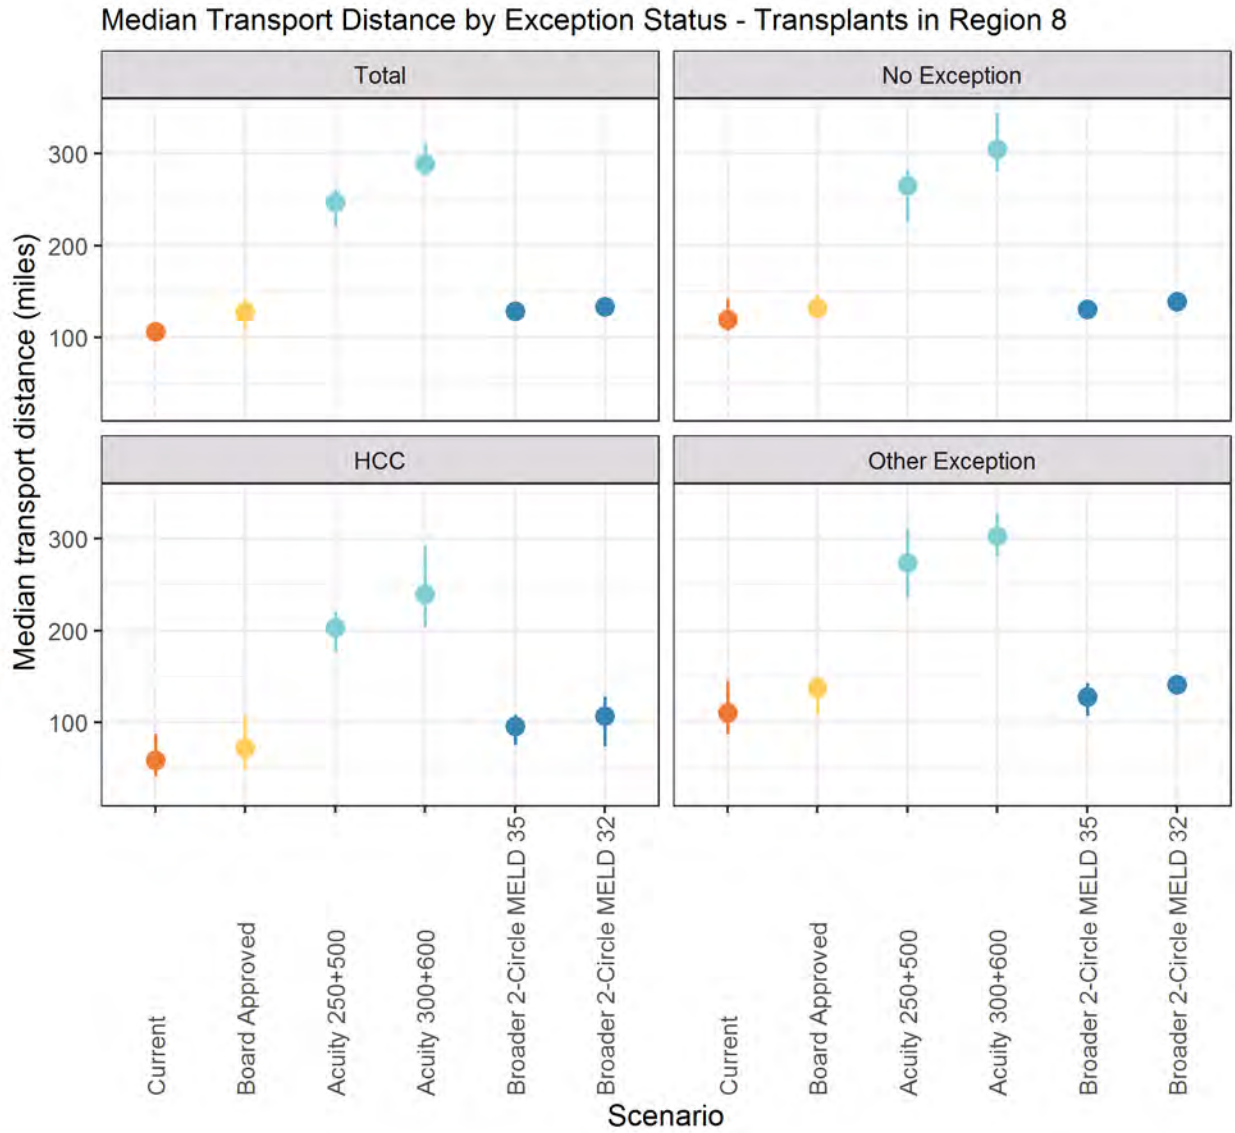 Median Transport Distance by Exception Status - Transplants in Region 8
Total
No Exception
300
200
100
HCC
Other Exception
300
200
100
Median transport distance (miles)
Current
Board Approved
Acuity 250+500
Acuity 300+600
Broader 2-Circle MELD 35
Broader 2-Circle MELD 32
Current
Board Approved
Acuity 250+500
Acuity 300+600
Broader 2-Circle MELD 35
Broader 2-Circle MELD 32
Scenario